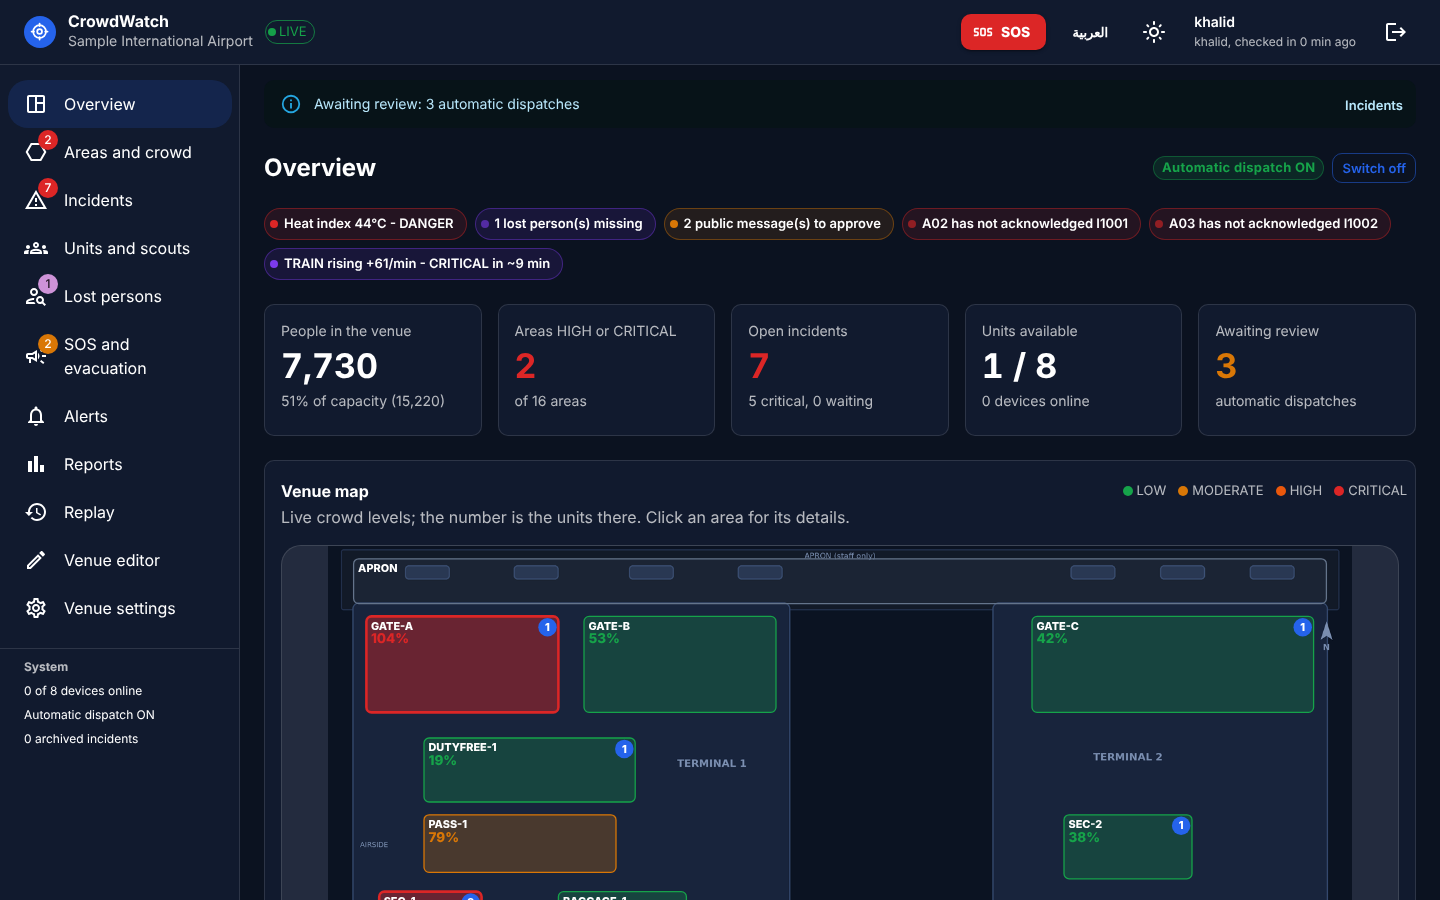 CrowdWatch
Sample International Airport
LIVE
SOS SOS
العربية
khalid
khalid, checked in 0 min ago
Overview
2
Areas and crowd
7
Incidents
Units and scouts
1
Lost persons
2
SOS and
evacuation
Alerts
Reports
Replay
Venue editor
Venue settings
System
0 of 8 devices online
Automatic dispatch ON
0 archived incidents
Awaiting review: 3 automatic dispatches
Incidents
Overview
Automatic dispatch ON
Switch off
Heat index 44°C - DANGER
1 lost person(s) missing
2 public message(s) to approve
A02 has not acknowledged I1001
A03 has not acknowledged I1002
TRAIN rising +61/min - CRITICAL in ~9 min
People in the venue
7,730
51% of capacity (15,220)
Areas HIGH or CRITICAL
2
of 16 areas
Open incidents
7
5 critical, 0 waiting
Units available
1 / 8
0 devices online
Awaiting review
3
automatic dispatches
Venue map
LOW MODERATE HIGH CRITICAL
Live crowd levels; the number is the units there. Click an area for its details.
APRON (staff only)
APRON
GATE-A
104%
1
GATE-B
53%
GATE-C
42%
1
N
DUTYFREE-1
19%
1
TERMINAL 1
TERMINAL 2
PASS-1
79%
SEC-2
38%
1
AIRSIDE
SEC-1
BAGGAGE-1